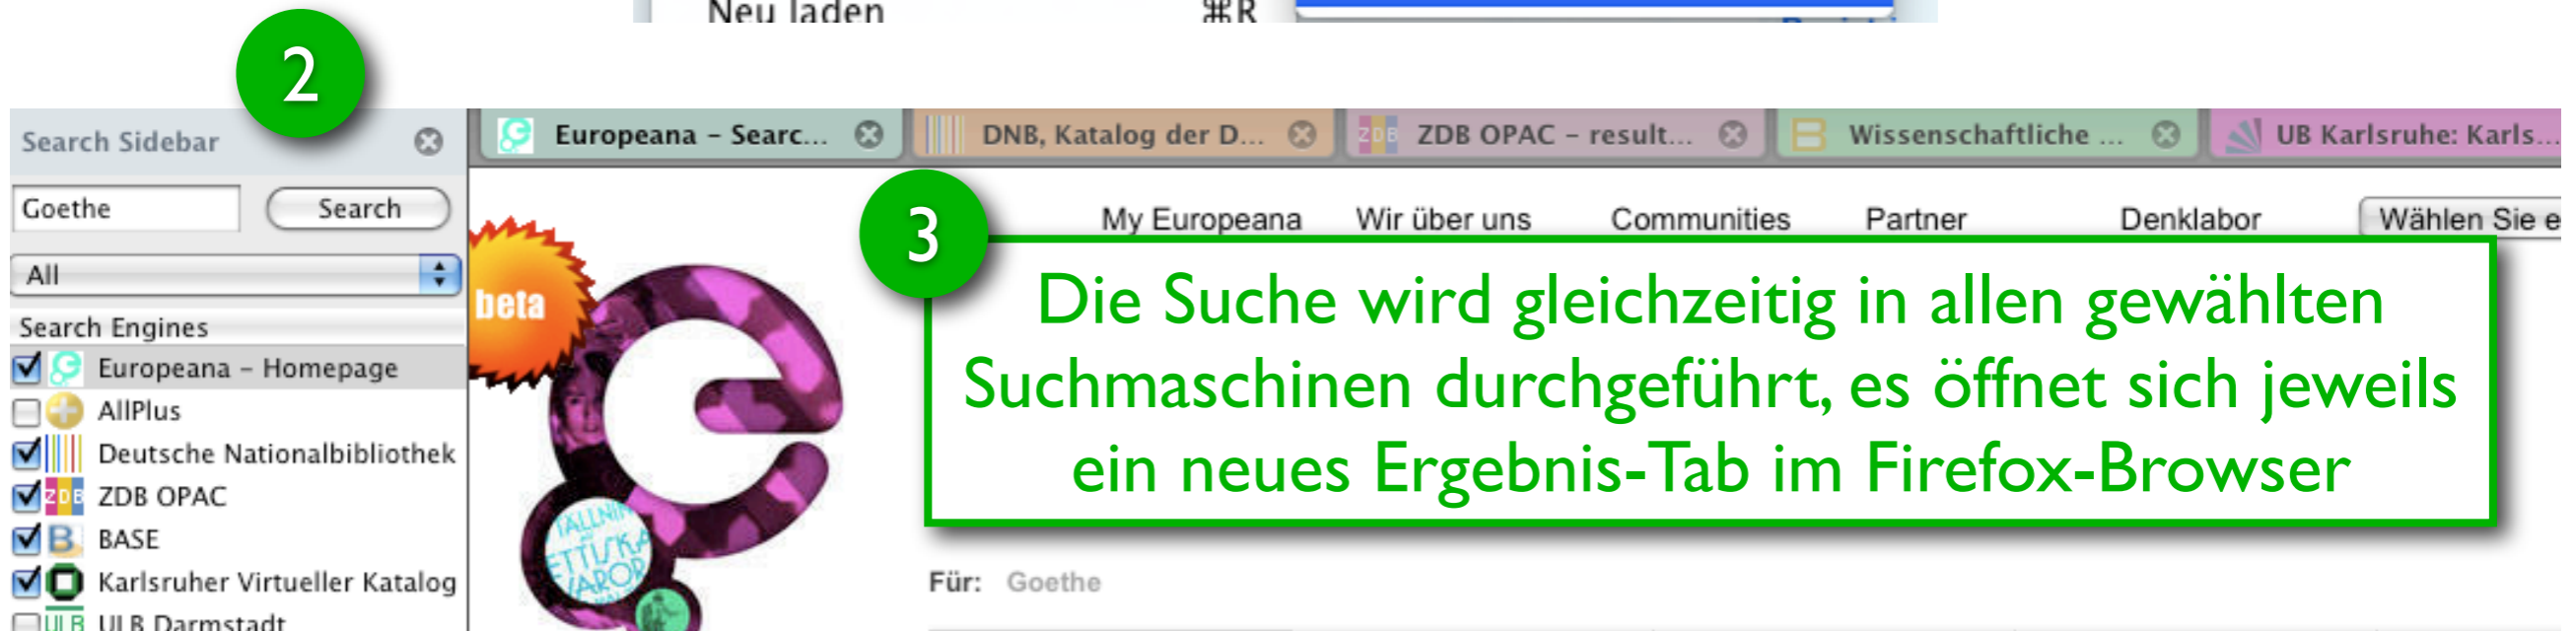 Neu laden ⌘R
2
Search Sidebar
Europeana – Searc...
DNB, Katalog der D...
ZDB OPAC – result...
Wissenschaftliche ...
UB Karlsruhe: Karls...
Goethe
Search
My Europeana
Wir über uns
Communities
Partner
Denklabor
Wählen Sie e
3
All
beta
Die Suche wird gleichzeitig in allen gewählten
Suchmaschinen durchgeführt, es öffnet sich jeweils
ein neues Ergebnis-Tab im Firefox-Browser
Search Engines
Europeana – Homepage
AllPlus
Deutsche Nationalbibliothek
ZDB
ZDB OPAC
BASE
Karlsruher Virtueller Katalog
ULB
ULB Darmstadt
Für: Goethe